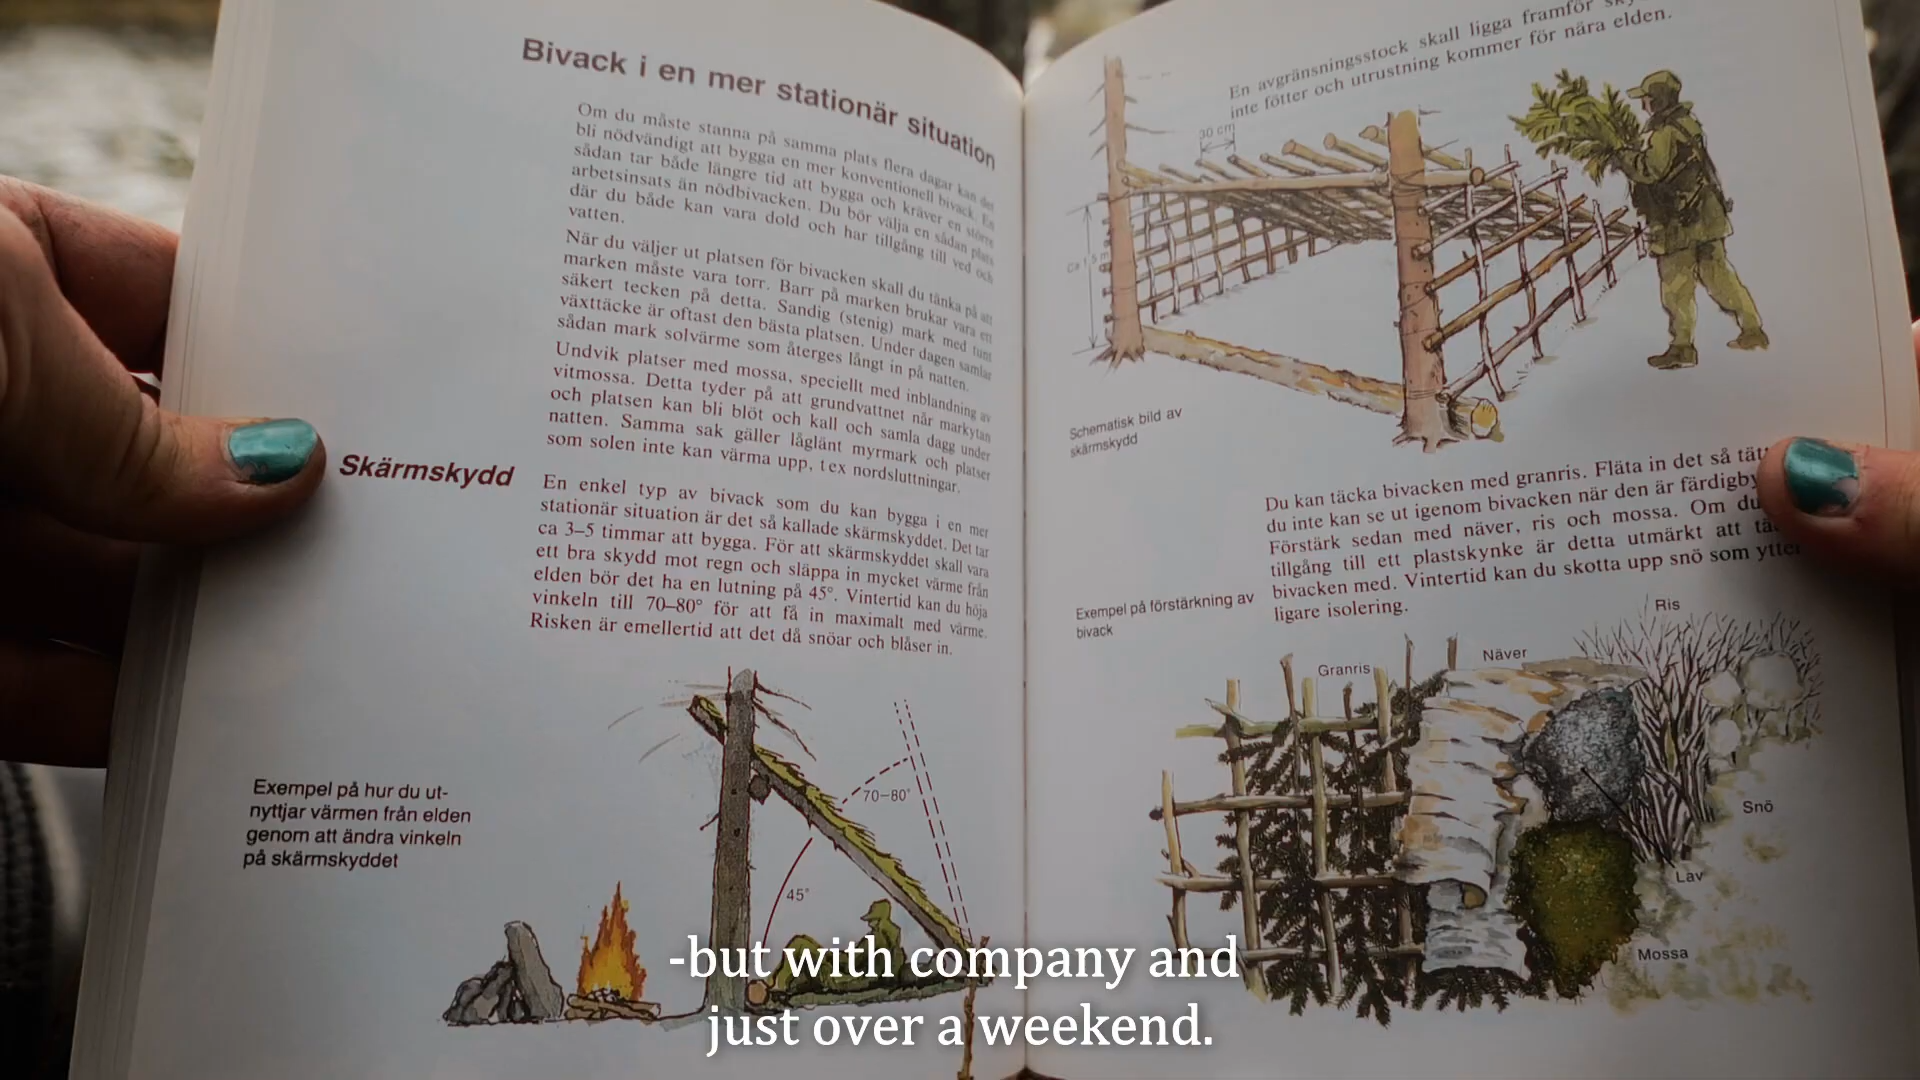 Bivack i en mer stationär situation
Om du måste stanna på samma plats flera dagar kan det
bli nödvändigt att bygga en mer konventionell bivack. En
sådan tar både längre tid att bygga och kräver en större
arbetsinsats än nödbivacken. Du bör välja en sådan plats
där du både kan vara dold och har tillgång till ved och
vatten.
När du väljer ut platsen för bivacken skall du tänka på att
marken måste vara torr. Barr på marken brukar vara ett
säkert tecken på detta. Sandig (stenig) mark med tunt
växttäcke är oftast den bästa platsen. Under dagen samlar
sådan mark solvärme som återges långt in på natten.
Undvik platser med mossa, speciellt med inblandning av
vitmossa. Detta tyder på att grundvattnet når markytan
och platsen kan bli blöt och kall och samla dagg under
natten. Samma sak gäller låglänt myrmark och platser
som solen inte kan värma upp, t ex nordsluttningar.
Skärmskydd
En enkel typ av bivack som du kan bygga i en mer
stationär situation är det så kallade skärmskyddet. Det tar
ca 3–5 timmar att bygga. För att skärmskyddet skall vara
ett bra skydd mot regn och släppa in mycket värme från
elden bör det ha en lutning på 45°. Vintertid kan du höja
vinkeln till 70–80° för att få in maximalt med värme.
Risken är emellertid att det då snöar och blåser in.
Exempel på hur du ut-
nyttjar värmen från elden
genom att ändra vinkeln
på skärmskyddet
70–80°
45°
En avgränsningsstock skall ligga framför
inte fötter och utrustning kommer för nära elden.
30 cm
Ca 1,5 m
Schematisk bild av
skärmskydd
Du kan täcka bivacken med granris. Fläta in det så tätt
du inte kan se ut igenom bivacken när den är
Förstärk sedan med näver, ris och mossa. Om du
tillgång till ett plastskynke är detta utmärkt att
bivacken med. Vintertid kan du skotta upp snö som ytter
ligare isolering.
Exempel på förstärkning av
bivack
Ris
Näver
Granris
Snö
Lav
Mossa
-but with company and
just over a weekend.